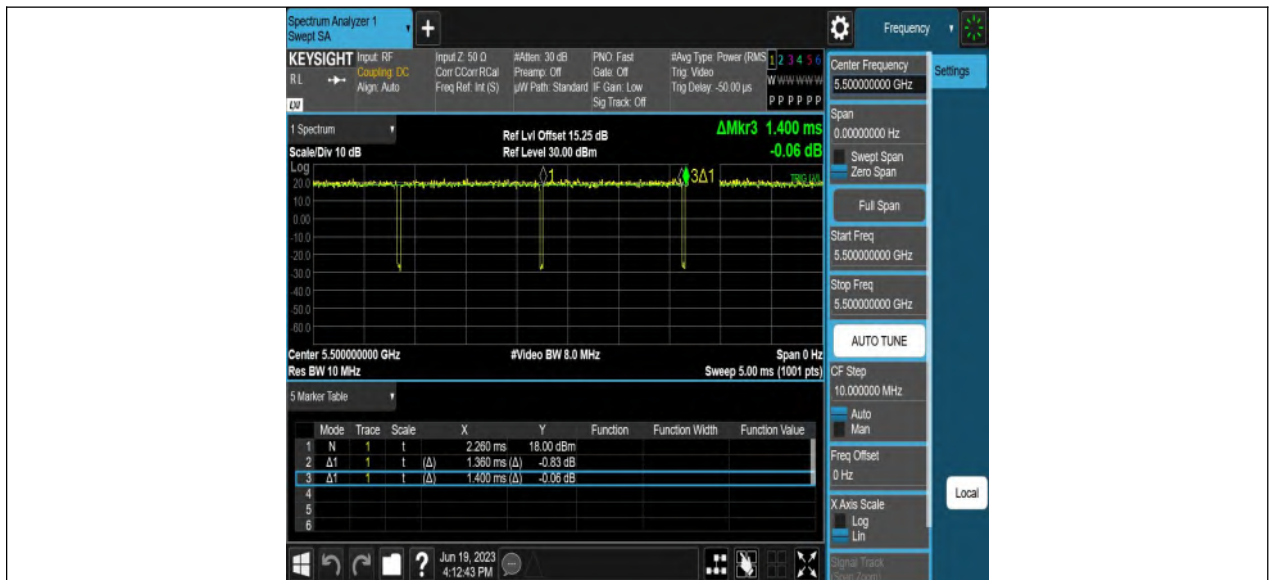 Spectrum Analyzer 1
Swept SA
+
Frequency
KEYSIGHT
RL
LXI
Input: RF
Coupling: DC
Align: Auto
Input Z: 50 Ω
Corr CCorr RCal
Freq Ref: Int (S)
#Atten: 30 dB
Preamp: Off
µW Path: Standard
PNO: Fast
Gate: Off
IF Gain: Low
Sig Track: Off
#Avg Type: Power (RMS
Trig: Video
Trig Delay: -50.00 µs
1 2 3 4 5 6
W W W W W W
P P P P P P
1 Spectrum
Scale/Div 10 dB
Ref Lvl Offset 15.25 dB
Ref Level 30.00 dBm
ΔMkr3 1.400 ms
-0.06 dB
Log
1
3Δ1
TRIG LVL
20.0
10.0
0.00
-10.0
-20.0
-30.0
-40.0
-50.0
-60.0
Center 5.500000000 GHz
#Video BW 8.0 MHz
Span 0 Hz
Res BW 10 MHz
Sweep 5.00 ms (1001 pts)
5 Marker Table
Mode Trace Scale X Y Function Function Width Function Value
1 N 1 t 2.260 ms 18.00 dBm
2 Δ1 1 t (Δ) 1.360 ms (Δ) -0.83 dB
3 Δ1 1 t (Δ) 1.400 ms (Δ) -0.06 dB
4
5
6
?
Jun 19, 2023
4:12:43 PM
Center Frequency
5.500000000 GHz
Settings
Span
0.00000000 Hz
Swept Span
Zero Span
Full Span
Start Freq
5.500000000 GHz
Stop Freq
5.500000000 GHz
AUTO TUNE
CF Step
10.000000 MHz
Auto
Man
Freq Offset
0 Hz
X Axis Scale
Log
Lin
Local
Signal Track
(Span Zoom)